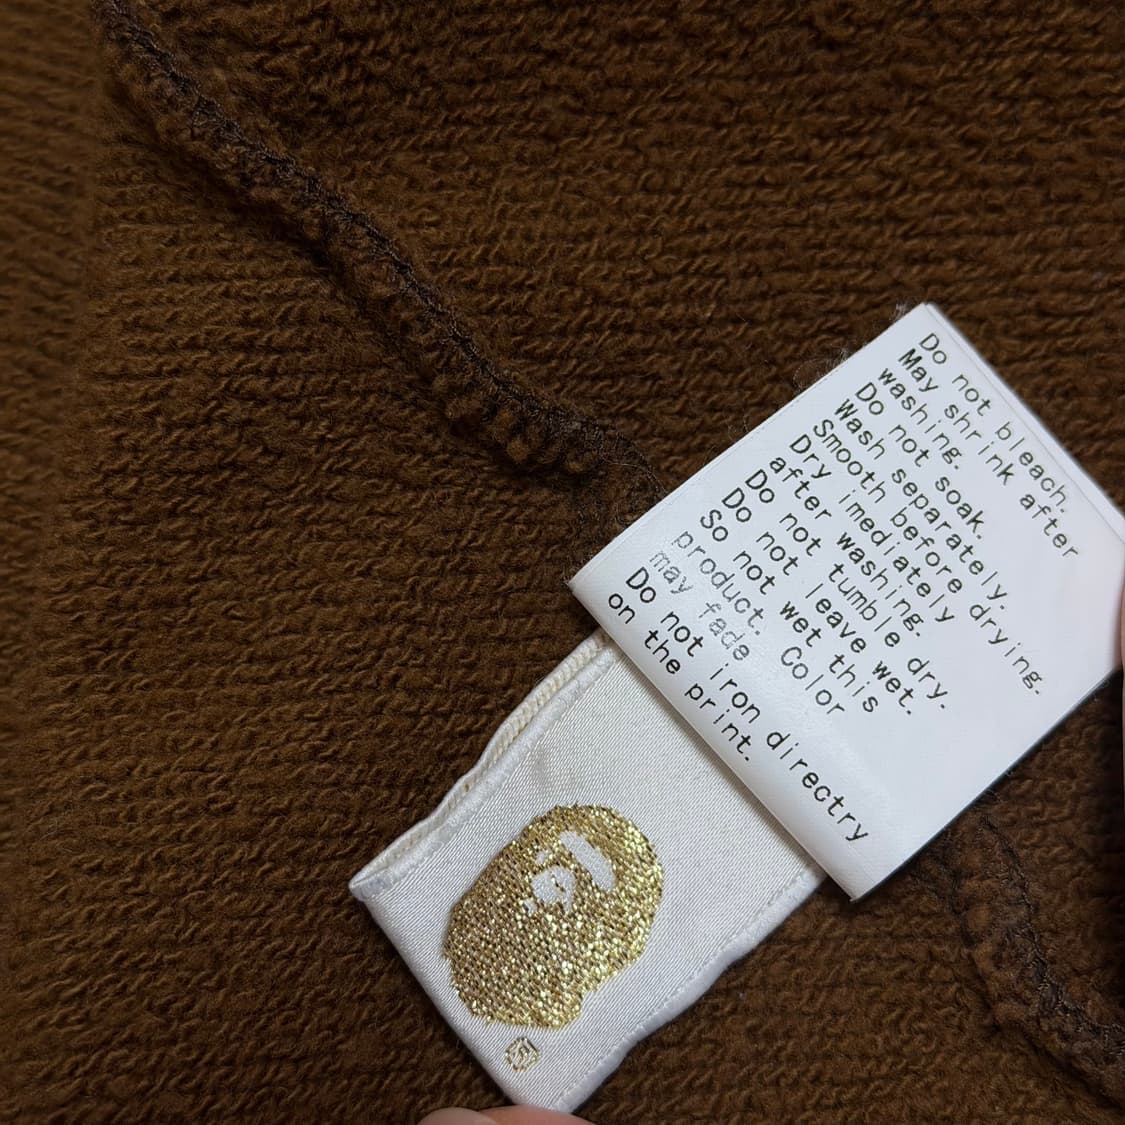 Do not bleach.
May shrink after
washing.
Do not soak.
Wash separately.
Smooth before drying.
Dry imediately
after washing.
Do not tumble dry.
Do not leave wet.
So not wet this
product. Color
may fade
Do not iron directry
on the print.